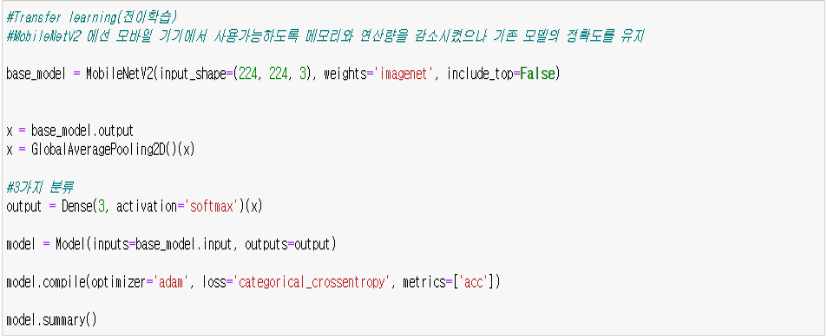 #Transfer learning(전이학습)
#MobileNetV2 에선 모바일 기기에서 사용가능하도록 메모리와 연산량을 감소시켰으나 기존 모델의 정확도를 유지
base_model = MobileNetV2(input_shape=(224, 224, 3), weights='imagenet', include_top=False)
x = base_model.output
x = GlobalAveragePooling2D()(x)
#3가지 분류
output = Dense(3, activation='softmax')(x)
model = Model(inputs=base_model.input, outputs=output)
model.compile(optimizer='adam', loss='categorical_crossentropy', metrics=['acc'])
model.summary()